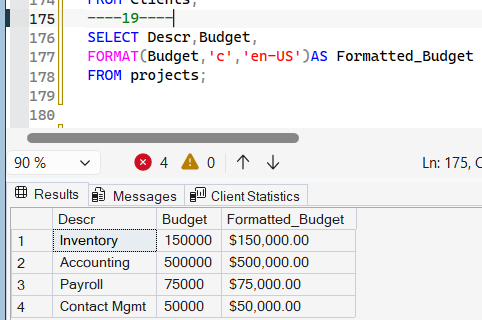 174 FROM Clients;
175 ----19----
176 SELECT Descr,Budget,
177 FORMAT(Budget,'c','en-US')AS Formatted_Budget
178 FROM projects;
179
180
90 % 4 0 Ln: 175, C
Results Messages Client Statistics
Descr Budget Formatted_Budget
1 Inventory 150000 $150,000.00
2 Accounting 500000 $500,000.00
3 Payroll 75000 $75,000.00
4 Contact Mgmt 50000 $50,000.00